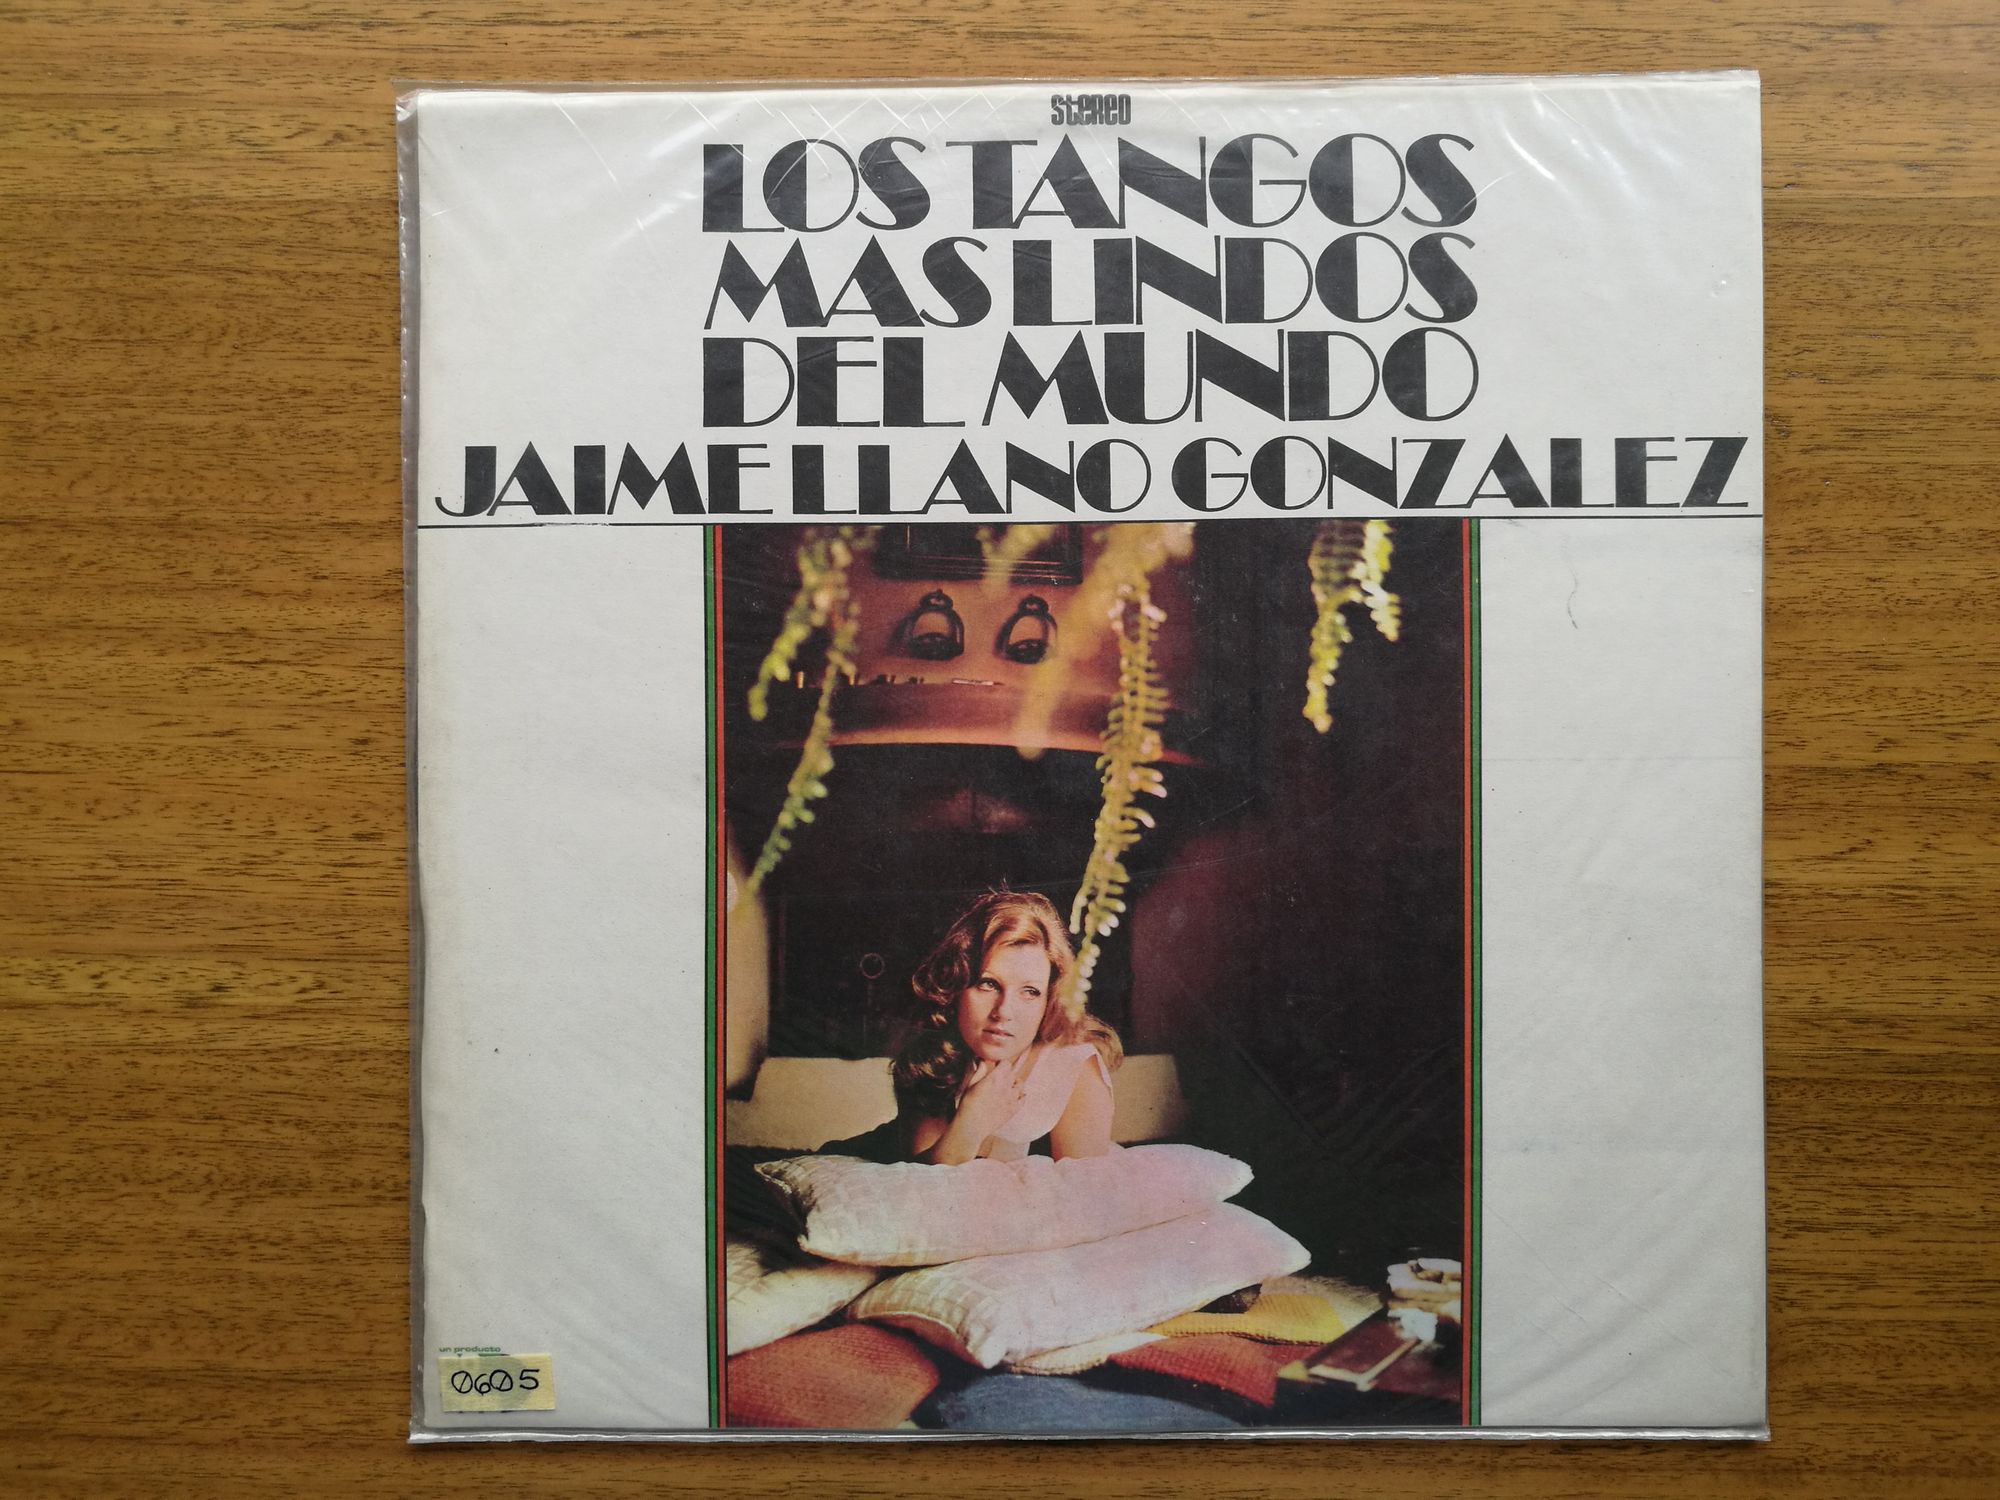 stereo
LOS TANGOS
MAS LINDOS
DEL MUNDO
JAIME LLANO GONZALEZ
un producto
0605